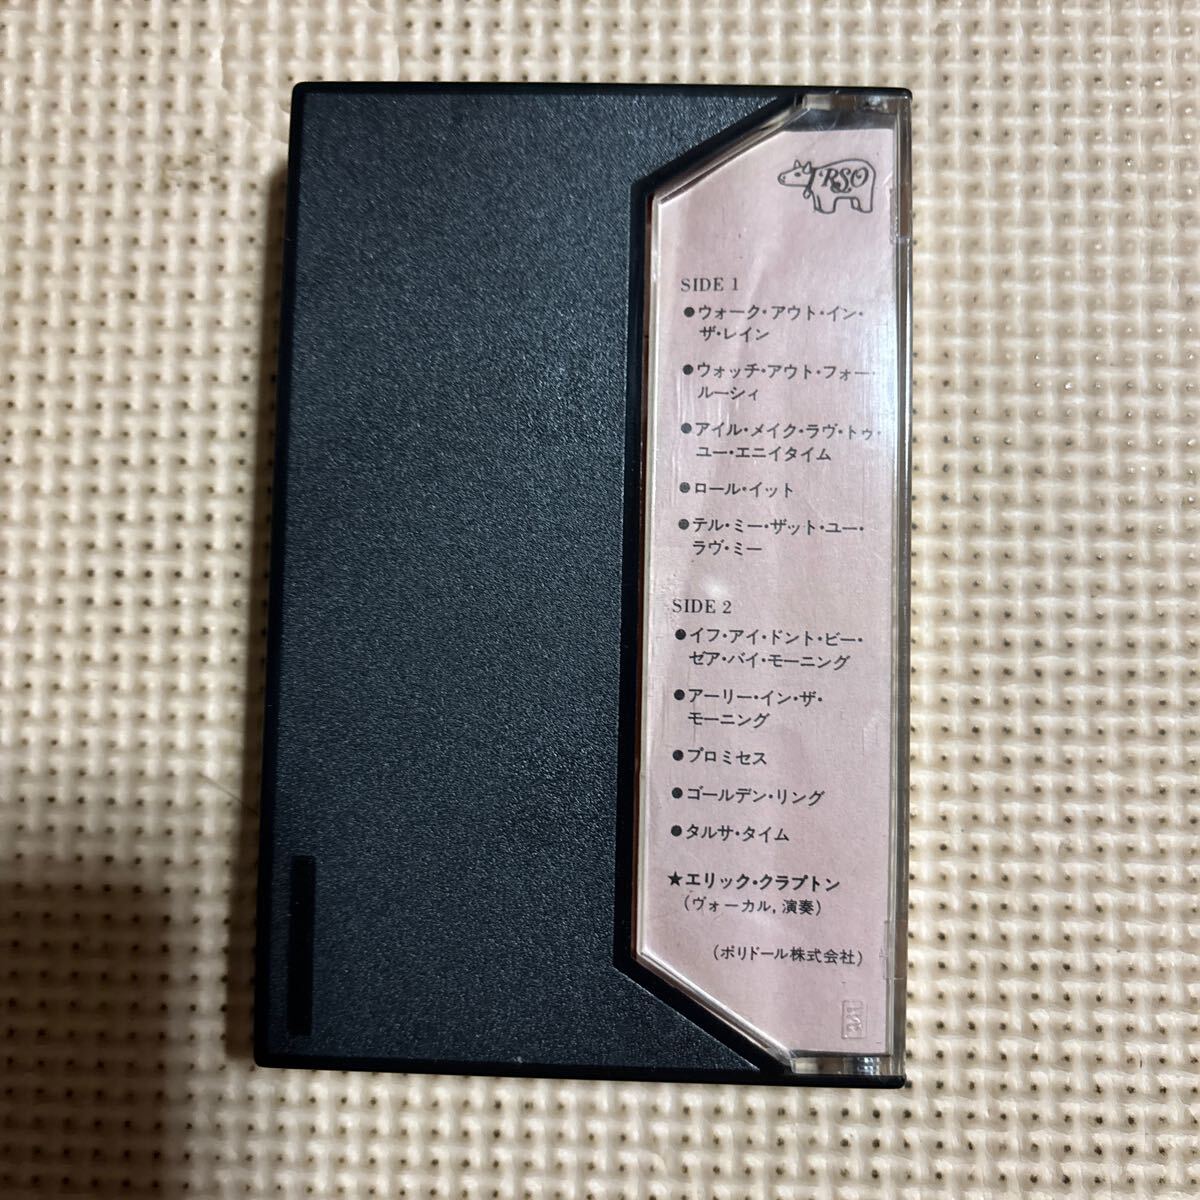 RSO
SIDE 1
●ウォーク・アウト・イン・
ザ・レイン
●ウォッチ・アウト・フォー・
ルーシィ
●アイル・メイク・ラヴ・トゥ・
ユー・エニイタイム
●ロール・イット
●テル・ミー・ザット・ユー・
ラヴ・ミー
SIDE 2
●イフ・アイ・ドント・ビー・
ゼア・バイ・モーニング
●アーリー・イン・ザ・
モーニング
●プロミセス
●ゴールデン・リング
●タルサ・タイム
★エリック・クラプトン
(ヴォーカル, 演奏)
(ポリドール株式会社)